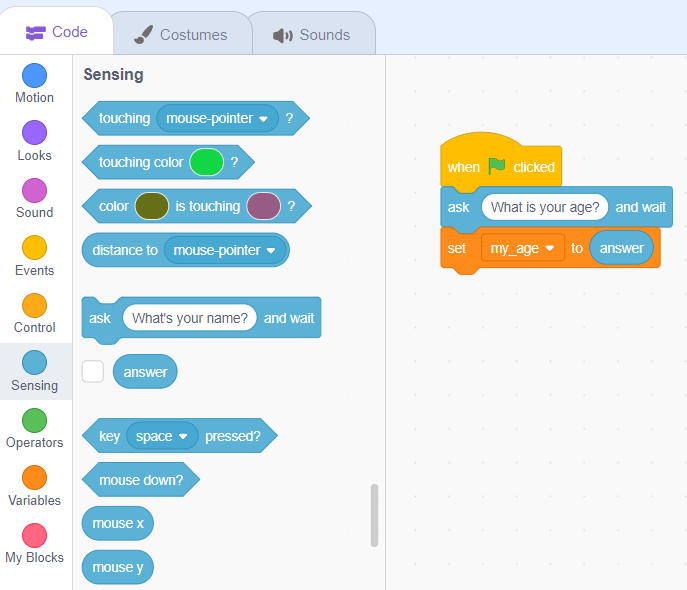 Code
Costumes
Sounds
Motion
Looks
Sound
Events
Control
Sensing
Operators
Variables
My Blocks
Sensing
touching mouse-pointer ?
touching color ?
color is touching ?
distance to mouse-pointer
ask What's your name? and wait
answer
key space pressed?
mouse down?
mouse x
mouse y
when clicked
ask What is your age? and wait
set my_age to answer